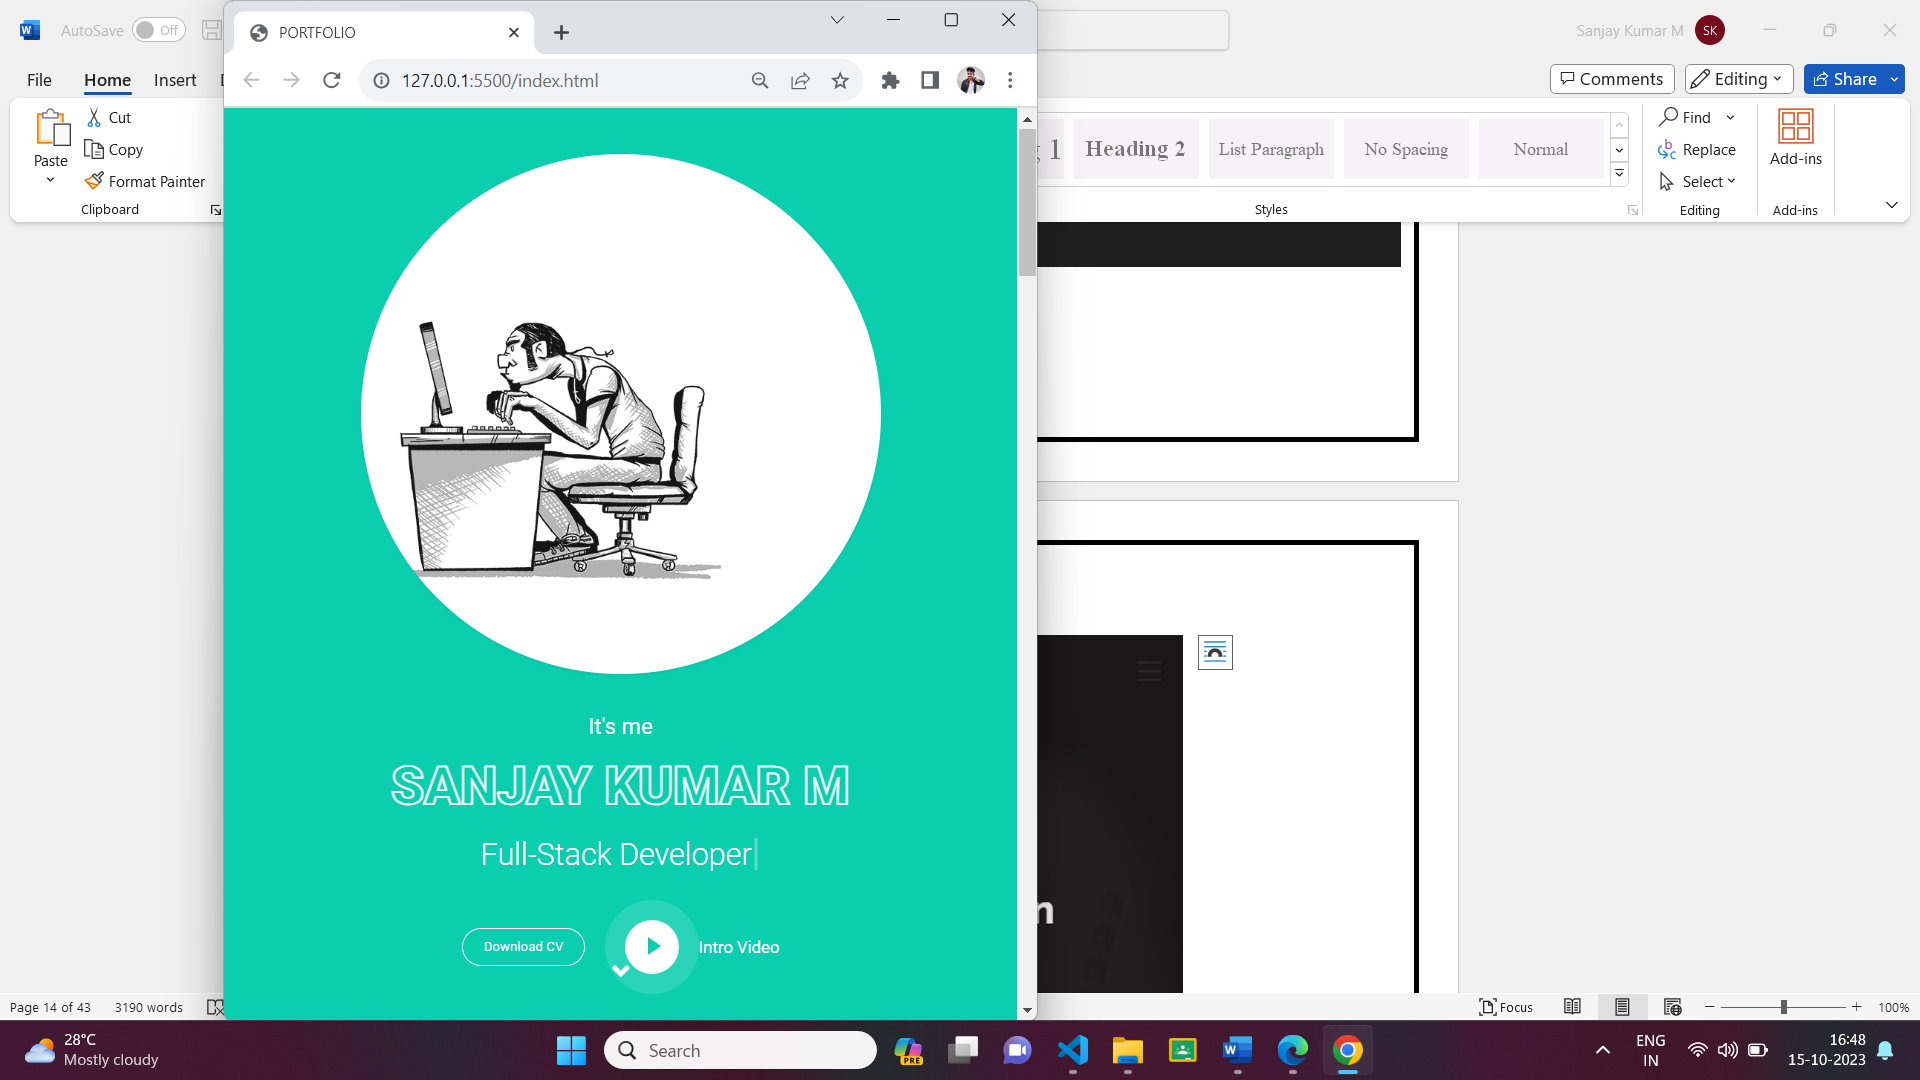 AutoSave Off
Sanjay Kumar M SK
File Home Insert
Comments Editing Share
Paste
Cut
Copy
Format Painter
Clipboard
1
Heading 2
List Paragraph
No Spacing
Normal
Styles
Find
Replace
Select
Editing
Add-ins
Add-ins
PORTFOLIO
127.0.0.1:5500/index.html
It's me
SANJAY KUMAR M
Full-Stack Developer
Download CV
Intro Video
n
Page 14 of 43 3190 words
Focus
100%
28°C
Mostly cloudy
Search
PRE
ENG
IN
16:48
15-10-2023